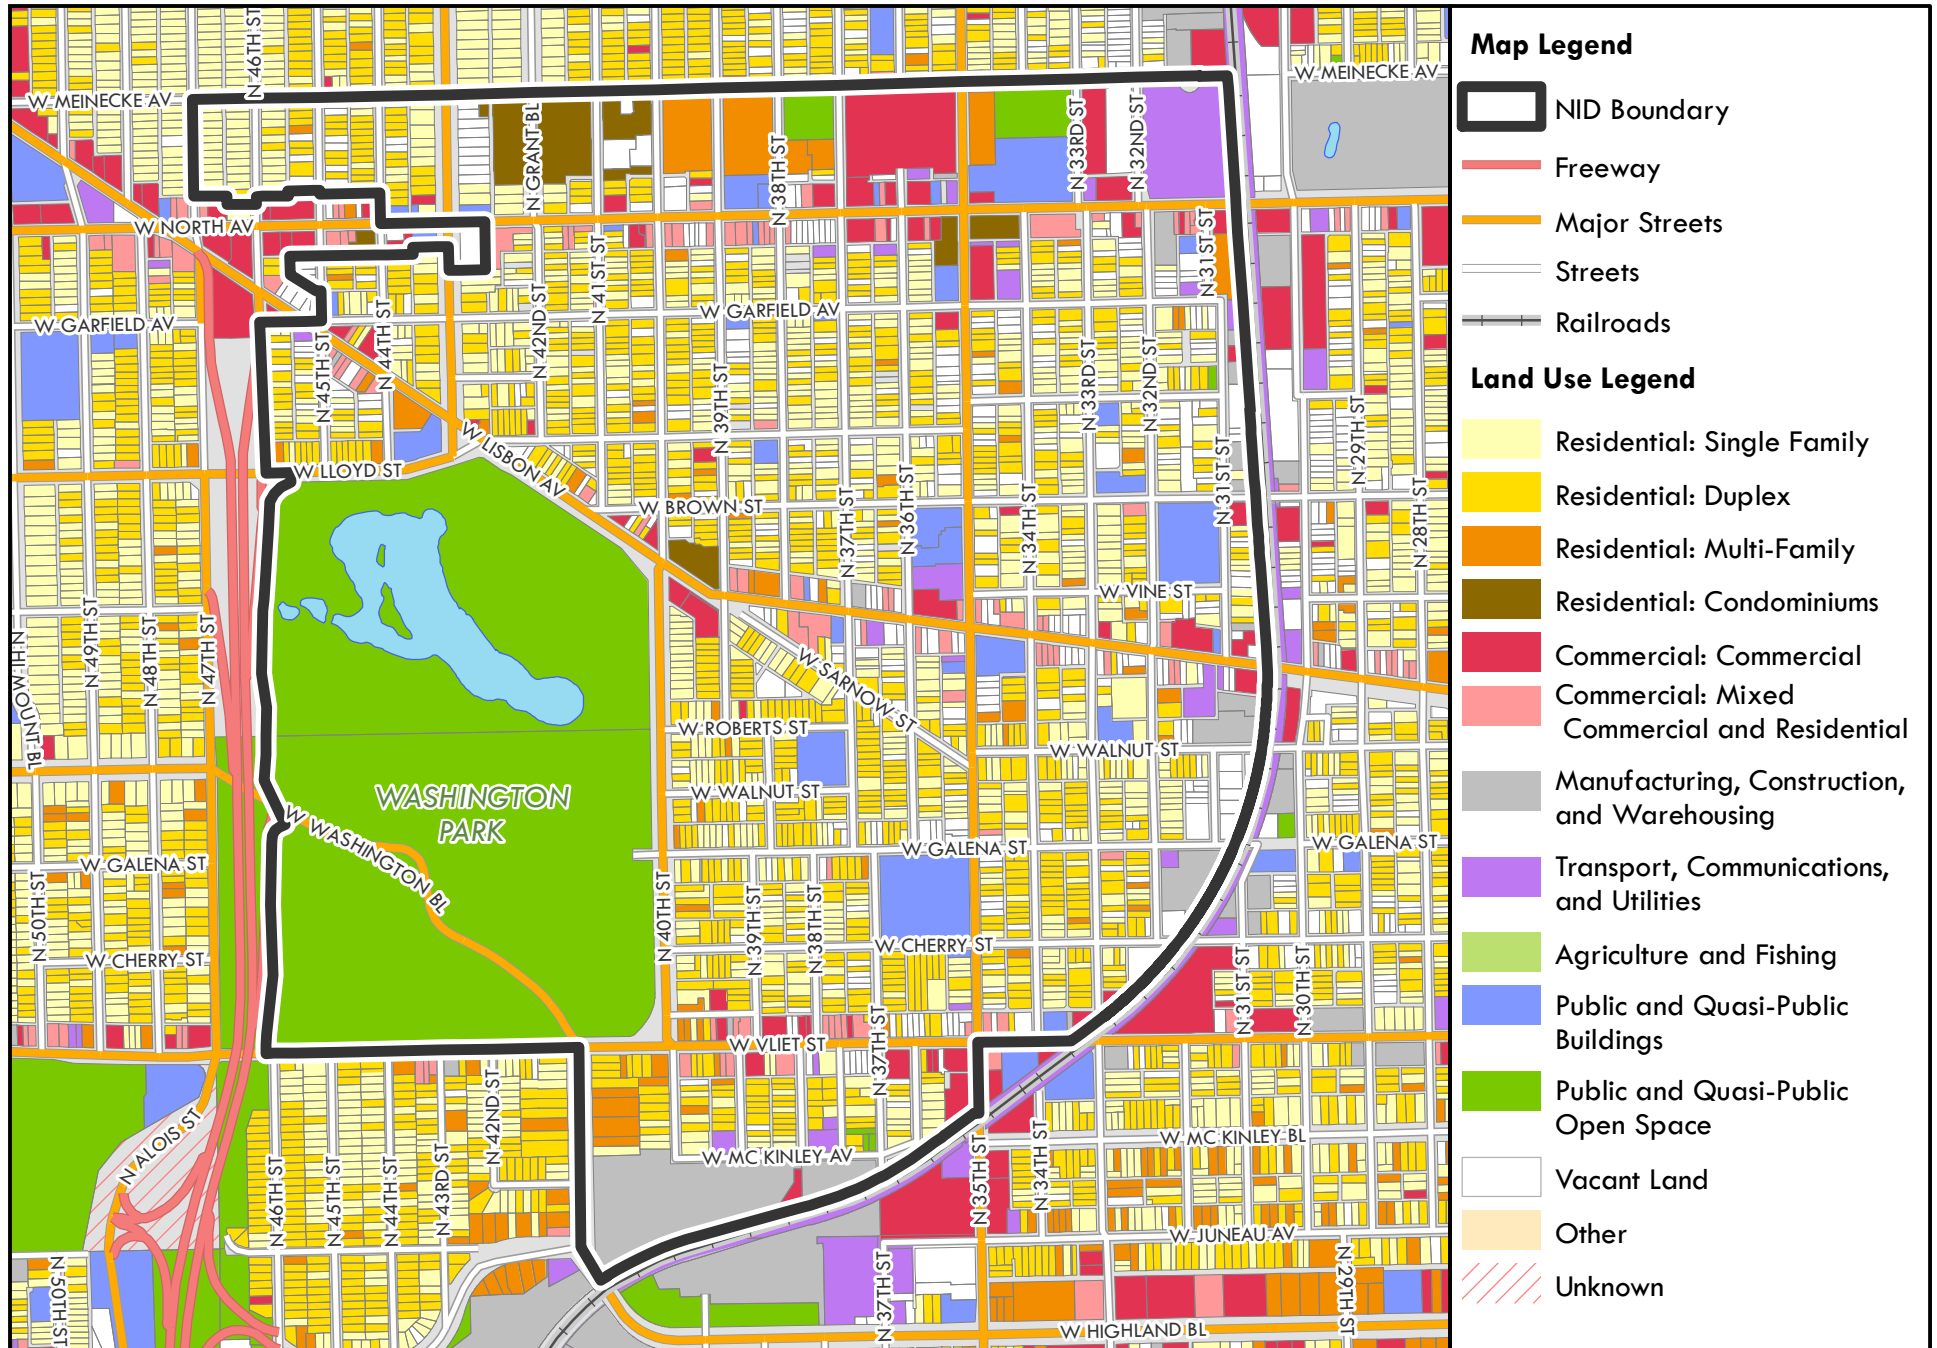 N 46TH ST
W MEINECKE AV
W MEINECKE AV
N GRANT BL
N 38TH ST
N 33RD ST
N 32ND ST
W NORTH AV
N 41ST ST
N 31ST ST
W GARFIELD AV
W GARFIELD AV
N 42ND ST
N 45TH ST
N 44TH ST
N 39TH ST
N 33RD ST
N 32ND ST
N 29TH ST
W LLOYD ST
W LISBON AV
W BROWN ST
N 37TH ST
N 36TH ST
N 34TH ST
N 31ST ST
N 28TH ST
W VINE ST
N MOUNT BL
N 49TH ST
N 48TH ST
N 47TH ST
W SARNOW ST
W ROBERTS ST
W WALNUT ST
W WALNUT ST
WASHINGTON
PARK
W WASHINGTON BL
W GALENA ST
W GALENA ST
W GALENA ST
N 50TH ST
N 40TH ST
N 39TH ST
N 38TH ST
W CHERRY ST
W CHERRY ST
N 31ST ST
N 30TH ST
N 37TH ST
W VLIET ST
N ALOIS ST
N 42ND ST
W MC KINLEY AV
W MC KINLEY BL
N 46TH ST
N 45TH ST
N 44TH ST
N 43RD ST
N 35TH ST
N 34TH ST
W JUNEAU AV
N 50TH ST
N 37TH ST
N 29TH ST
W HIGHLAND BL
Map Legend
NID Boundary
Freeway
Major Streets
Streets
Railroads
Land Use Legend
Residential: Single Family
Residential: Duplex
Residential: Multi-Family
Residential: Condominiums
Commercial: Commercial
Commercial: Mixed
Commercial and Residential
Manufacturing, Construction,
and Warehousing
Transport, Communications,
and Utilities
Agriculture and Fishing
Public and Quasi-Public
Buildings
Public and Quasi-Public
Open Space
Vacant Land
Other
Unknown